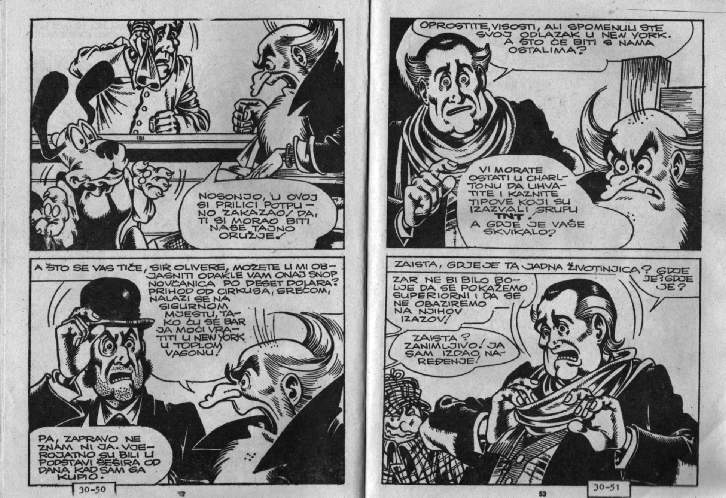 NOSONJO, U OVOJ
SI PRILICI POTPU-
NO ZAKAZAO! DA,
TI SI MORAO BITI
NAŠE TAJNO
ORUŽJE.
A ŠTO SE VAS TIČE, SIR OLIVERE, MOŽETE LI MI OB-
JASNITI ODAKLE VAM ONAJ SNOP
NOVČANICA PO DESET DOLARA?
PRIHOD OD CIRKUSA, SREĆOM,
NALAZI SE NA
SIGURNOM
MJESTU, TA-
KO ĆU SE BAR
JA MOĆI VRA-
TITI U NEW YORK
U TOPLOM
VAGONU!
PA, ZAPRAVO NE
ZNAM NI JA. VJE-
ROJATNO SU BILI U
PODSTAVI ŠEŠIRA OD
DANA KAD SAM GA
KUPIO.
30-50
OPROSTITE, VISOSTI, ALI SPOMENULI STE
SVOJ ODLAZAK U NEW YORK.
A ŠTO ĆE BITI S NAMA
OSTALIMA?
VI MORATE
OSTATI U CHARL-
TONU DA UHVA-
TITE I KAZNITE
TIPOVE KOJI SU
IZAZVALI GRUPU
TNT.
A GDJE JE VAŠE
SKVIKALO?
ZAISTA, GDJE JE TA JADNA ŽIVOTINJICA? GDJE
JE? GDJE
JE?
ZAR NE BI BILO BO-
LJE DA SE POKAŽEMO
SUPERIORNI I DA SE
NE OBAZIREMO
NA NJIHOV
IZAZOV!
ZAISTA?
ZANIMLJIVO! JA
SAM IZDAO NA-
REĐENJE!
53
30-51